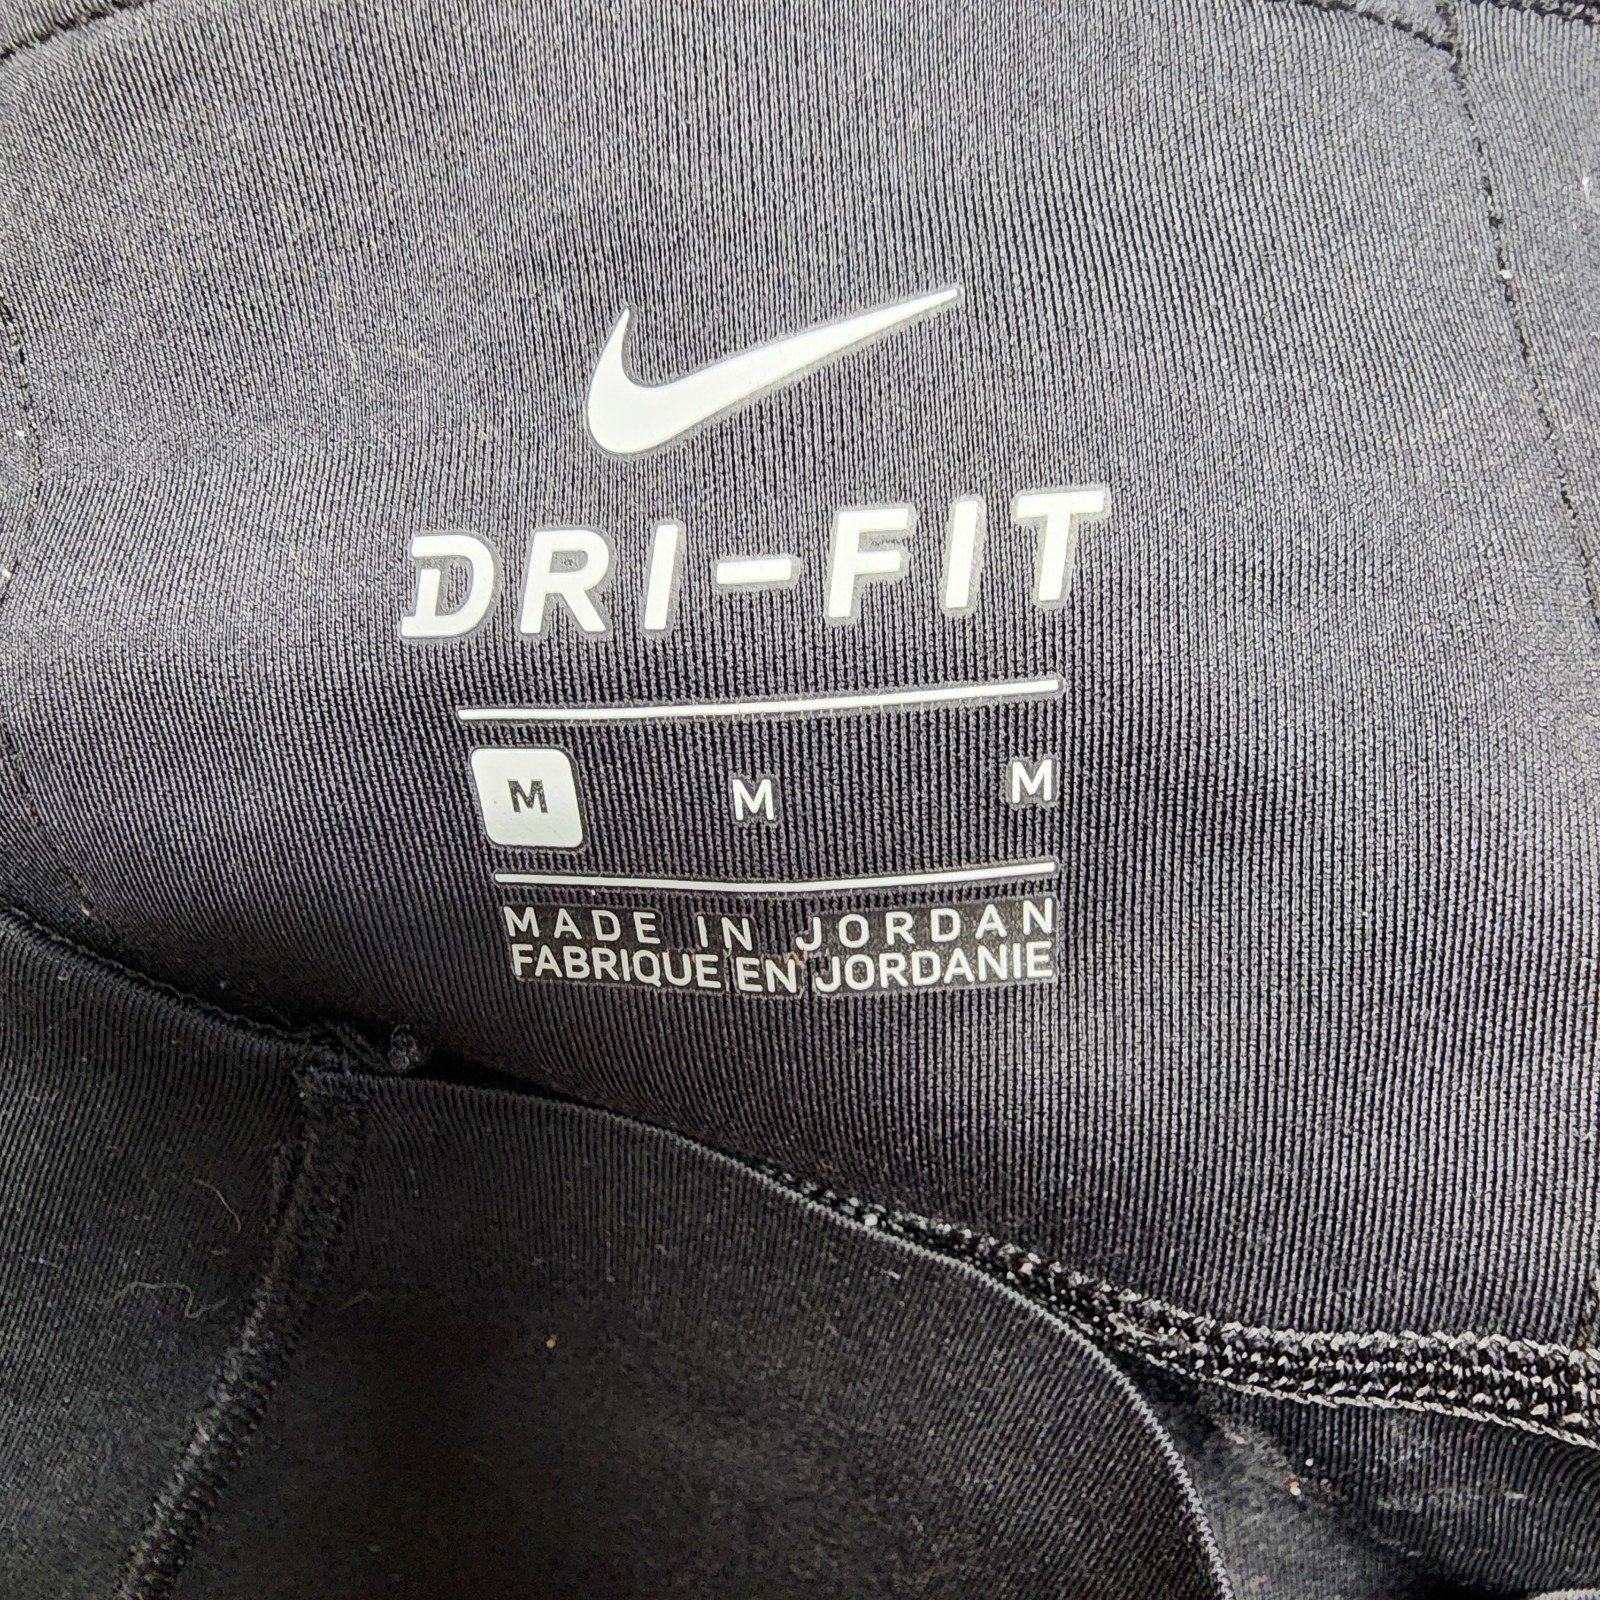 DRI-FIT
M M M
MADE IN JORDAN
FABRIQUE EN JORDANIE